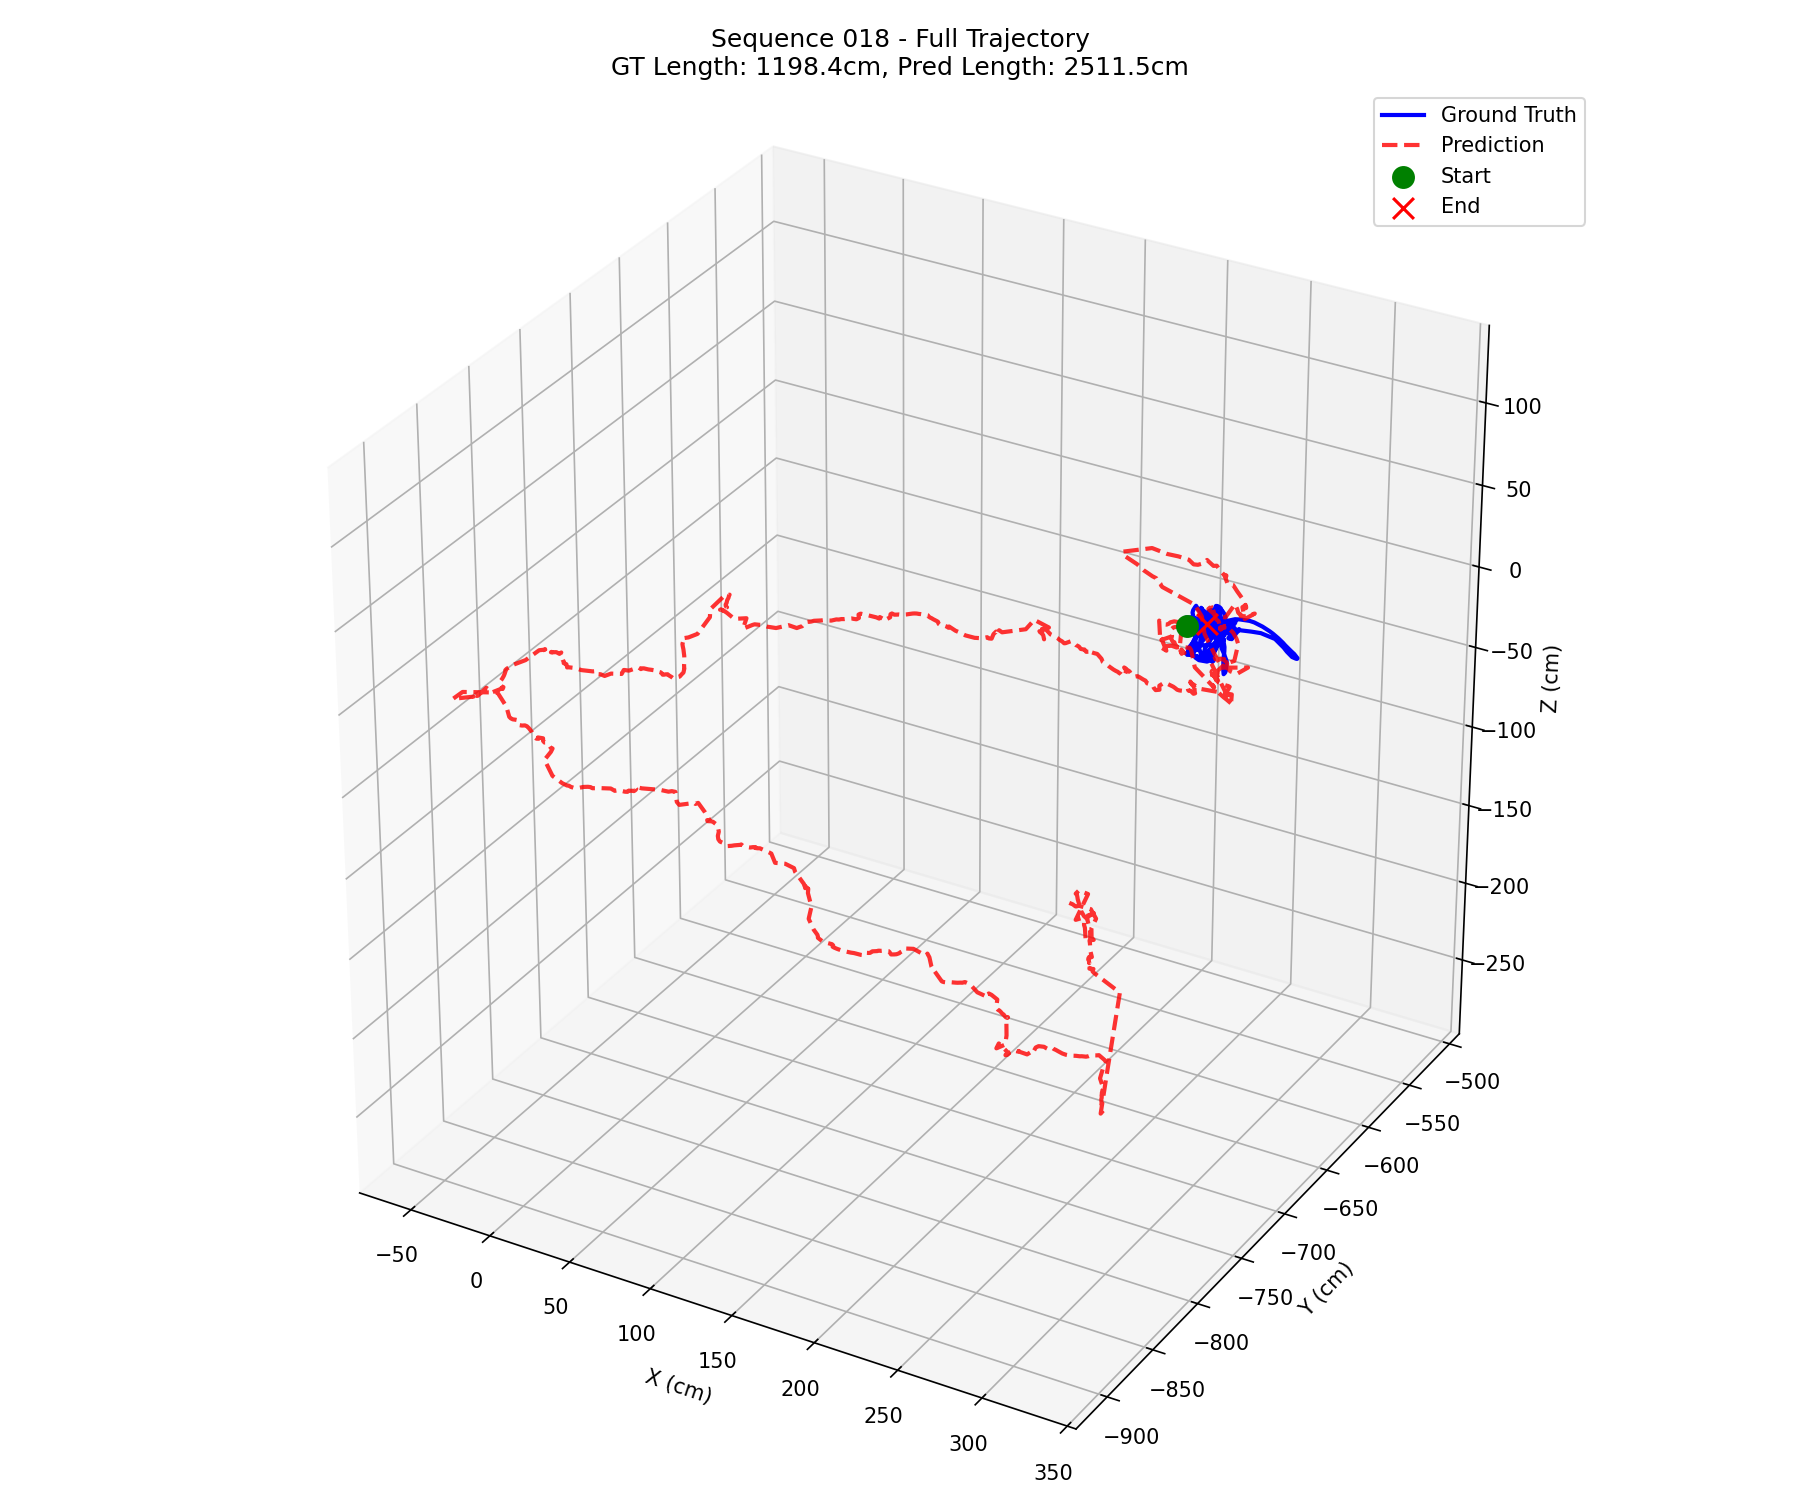 Sequence 018 - Full Trajectory
GT Length: 1198.4cm, Pred Length: 2511.5cm
Ground Truth
Prediction
Start
End
100
50
0
−50
−100
−150
−200
−250
Z (cm)
−500
−550
−600
−650
−700
−750
−800
−850
−900
Y (cm)
−50
0
50
100
150
200
250
300
350
X (cm)